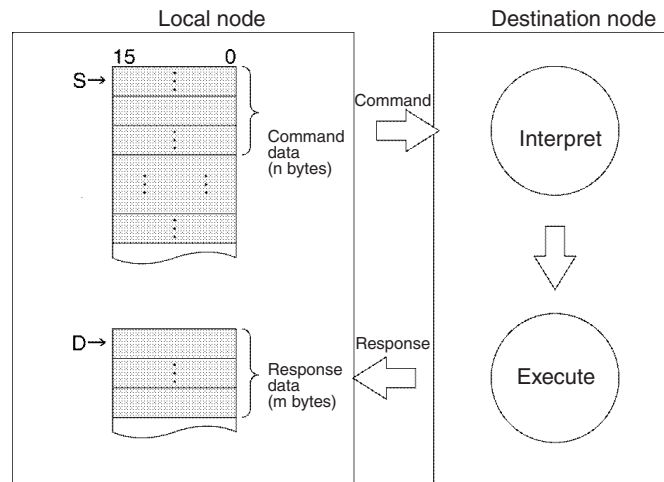 Local node
Destination node
15 0
S→
Command
data
(n bytes)
Command
Interpret
D→
Response
data
(m bytes)
Response
Execute